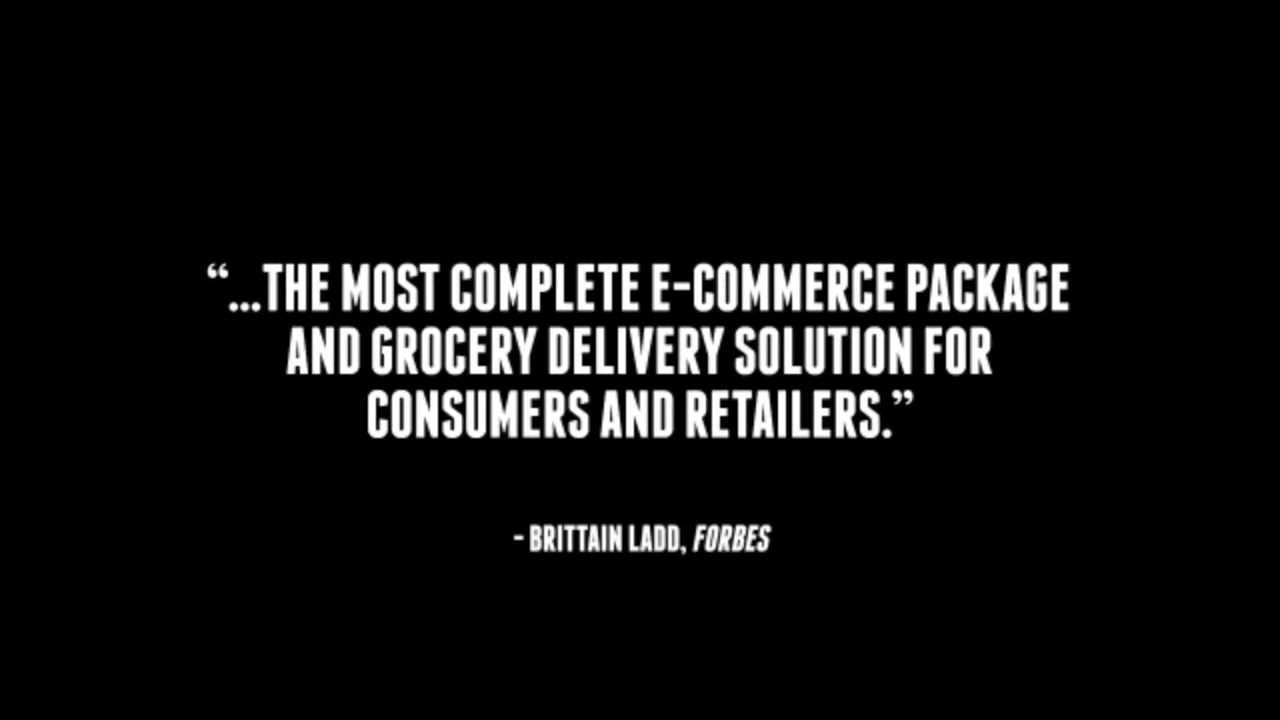 “...THE MOST COMPLETE E-COMMERCE PACKAGE
AND GROCERY DELIVERY SOLUTION FOR
CONSUMERS AND RETAILERS.”
- BRITTAIN LADD, FORBES